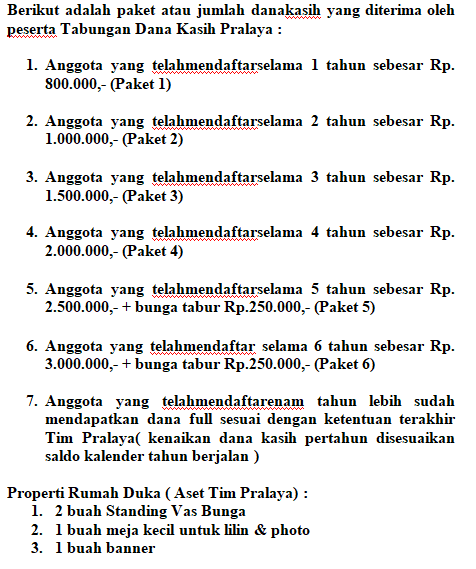 Berikut adalah paket atau jumlah danakasih yang diterima oleh
peserta Tabungan Dana Kasih Pralaya :
1. Anggota yang telahmendaftarselama 1 tahun sebesar Rp.
800.000,- (Paket 1)
2. Anggota yang telahmendaftarselama 2 tahun sebesar Rp.
1.000.000,- (Paket 2)
3. Anggota yang telahmendaftarselama 3 tahun sebesar Rp.
1.500.000,- (Paket 3)
4. Anggota yang telahmendaftarselama 4 tahun sebesar Rp.
2.000.000,- (Paket 4)
5. Anggota yang telahmendaftarselama 5 tahun sebesar Rp.
2.500.000,- + bunga tabur Rp.250.000,- (Paket 5)
6. Anggota yang telahmendaftar selama 6 tahun sebesar Rp.
3.000.000,- + bunga tabur Rp.250.000,- (Paket 6)
7. Anggota yang telahmendaftarenam tahun lebih sudah
mendapatkan dana full sesuai dengan ketentuan terakhir
Tim Pralaya( kenaikan dana kasih pertahun disesuaikan
saldo kalender tahun berjalan )
Properti Rumah Duka ( Aset Tim Pralaya) :
1. 2 buah Standing Vas Bunga
2. 1 buah meja kecil untuk lilin & photo
3. 1 buah banner